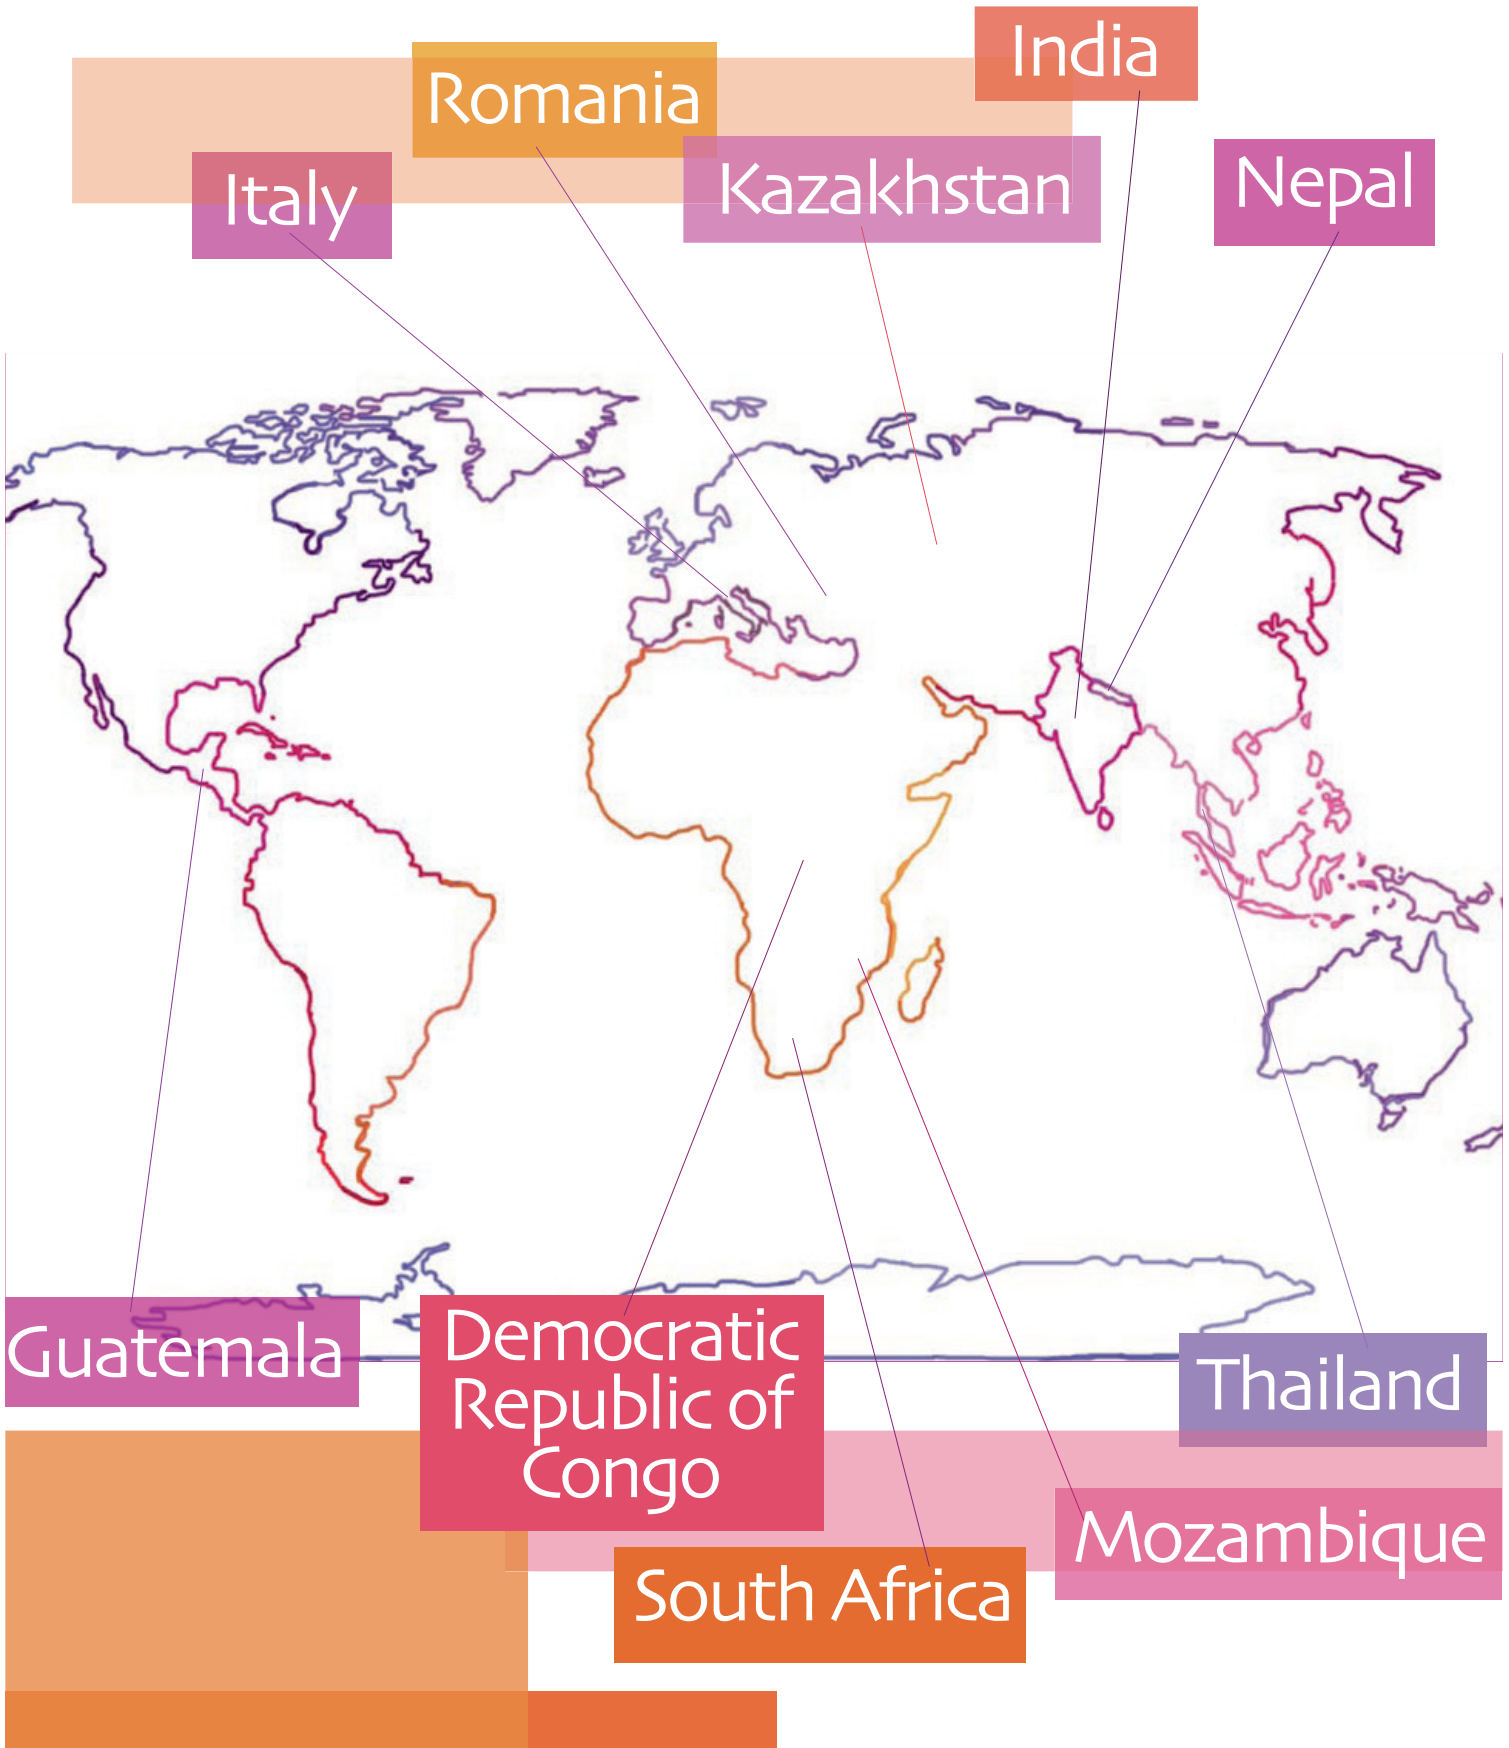 India
Romania
Kazakhstan
Nepal
Italy
Guatemala
Democratic
Republic of
Congo
Thailand
Mozambique
South Africa